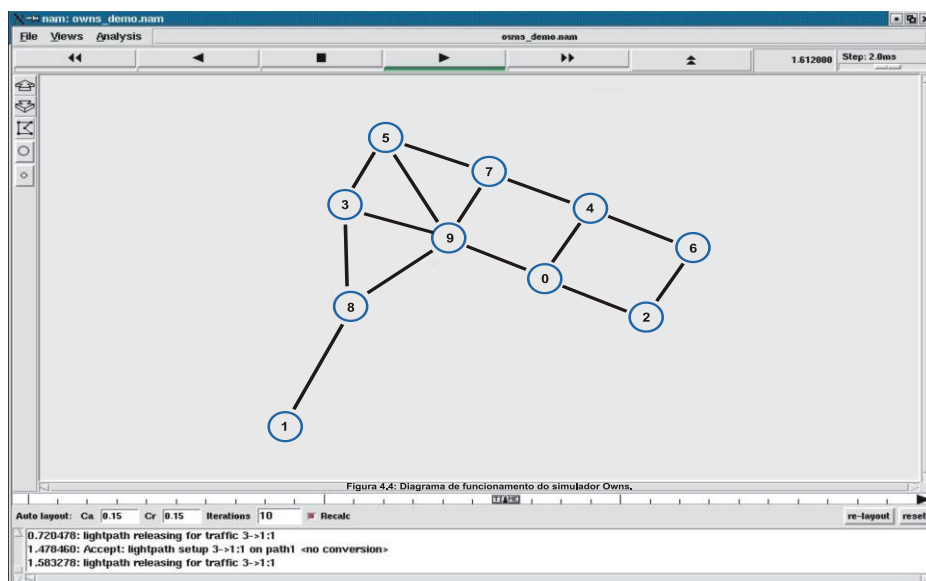 nam: owns_demo.nam
File Views Analysis owns_demo.nam
1.612000 Step: 2.0ms
5
7
3
4
9
6
0
8
2
1
Figura 4.4: Diagrama de funcionamento do simulador Owns.
TIME
Auto layout: Ca 0.15 Cr 0.15 Iterations 10 Recalc re-layout reset
0.720478: lightpath releasing for traffic 3->1:1
1.478460: Accept: lightpath setup 3->1:1 on path1 <no conversion>
1.583278: lightpath releasing for traffic 3->1:1